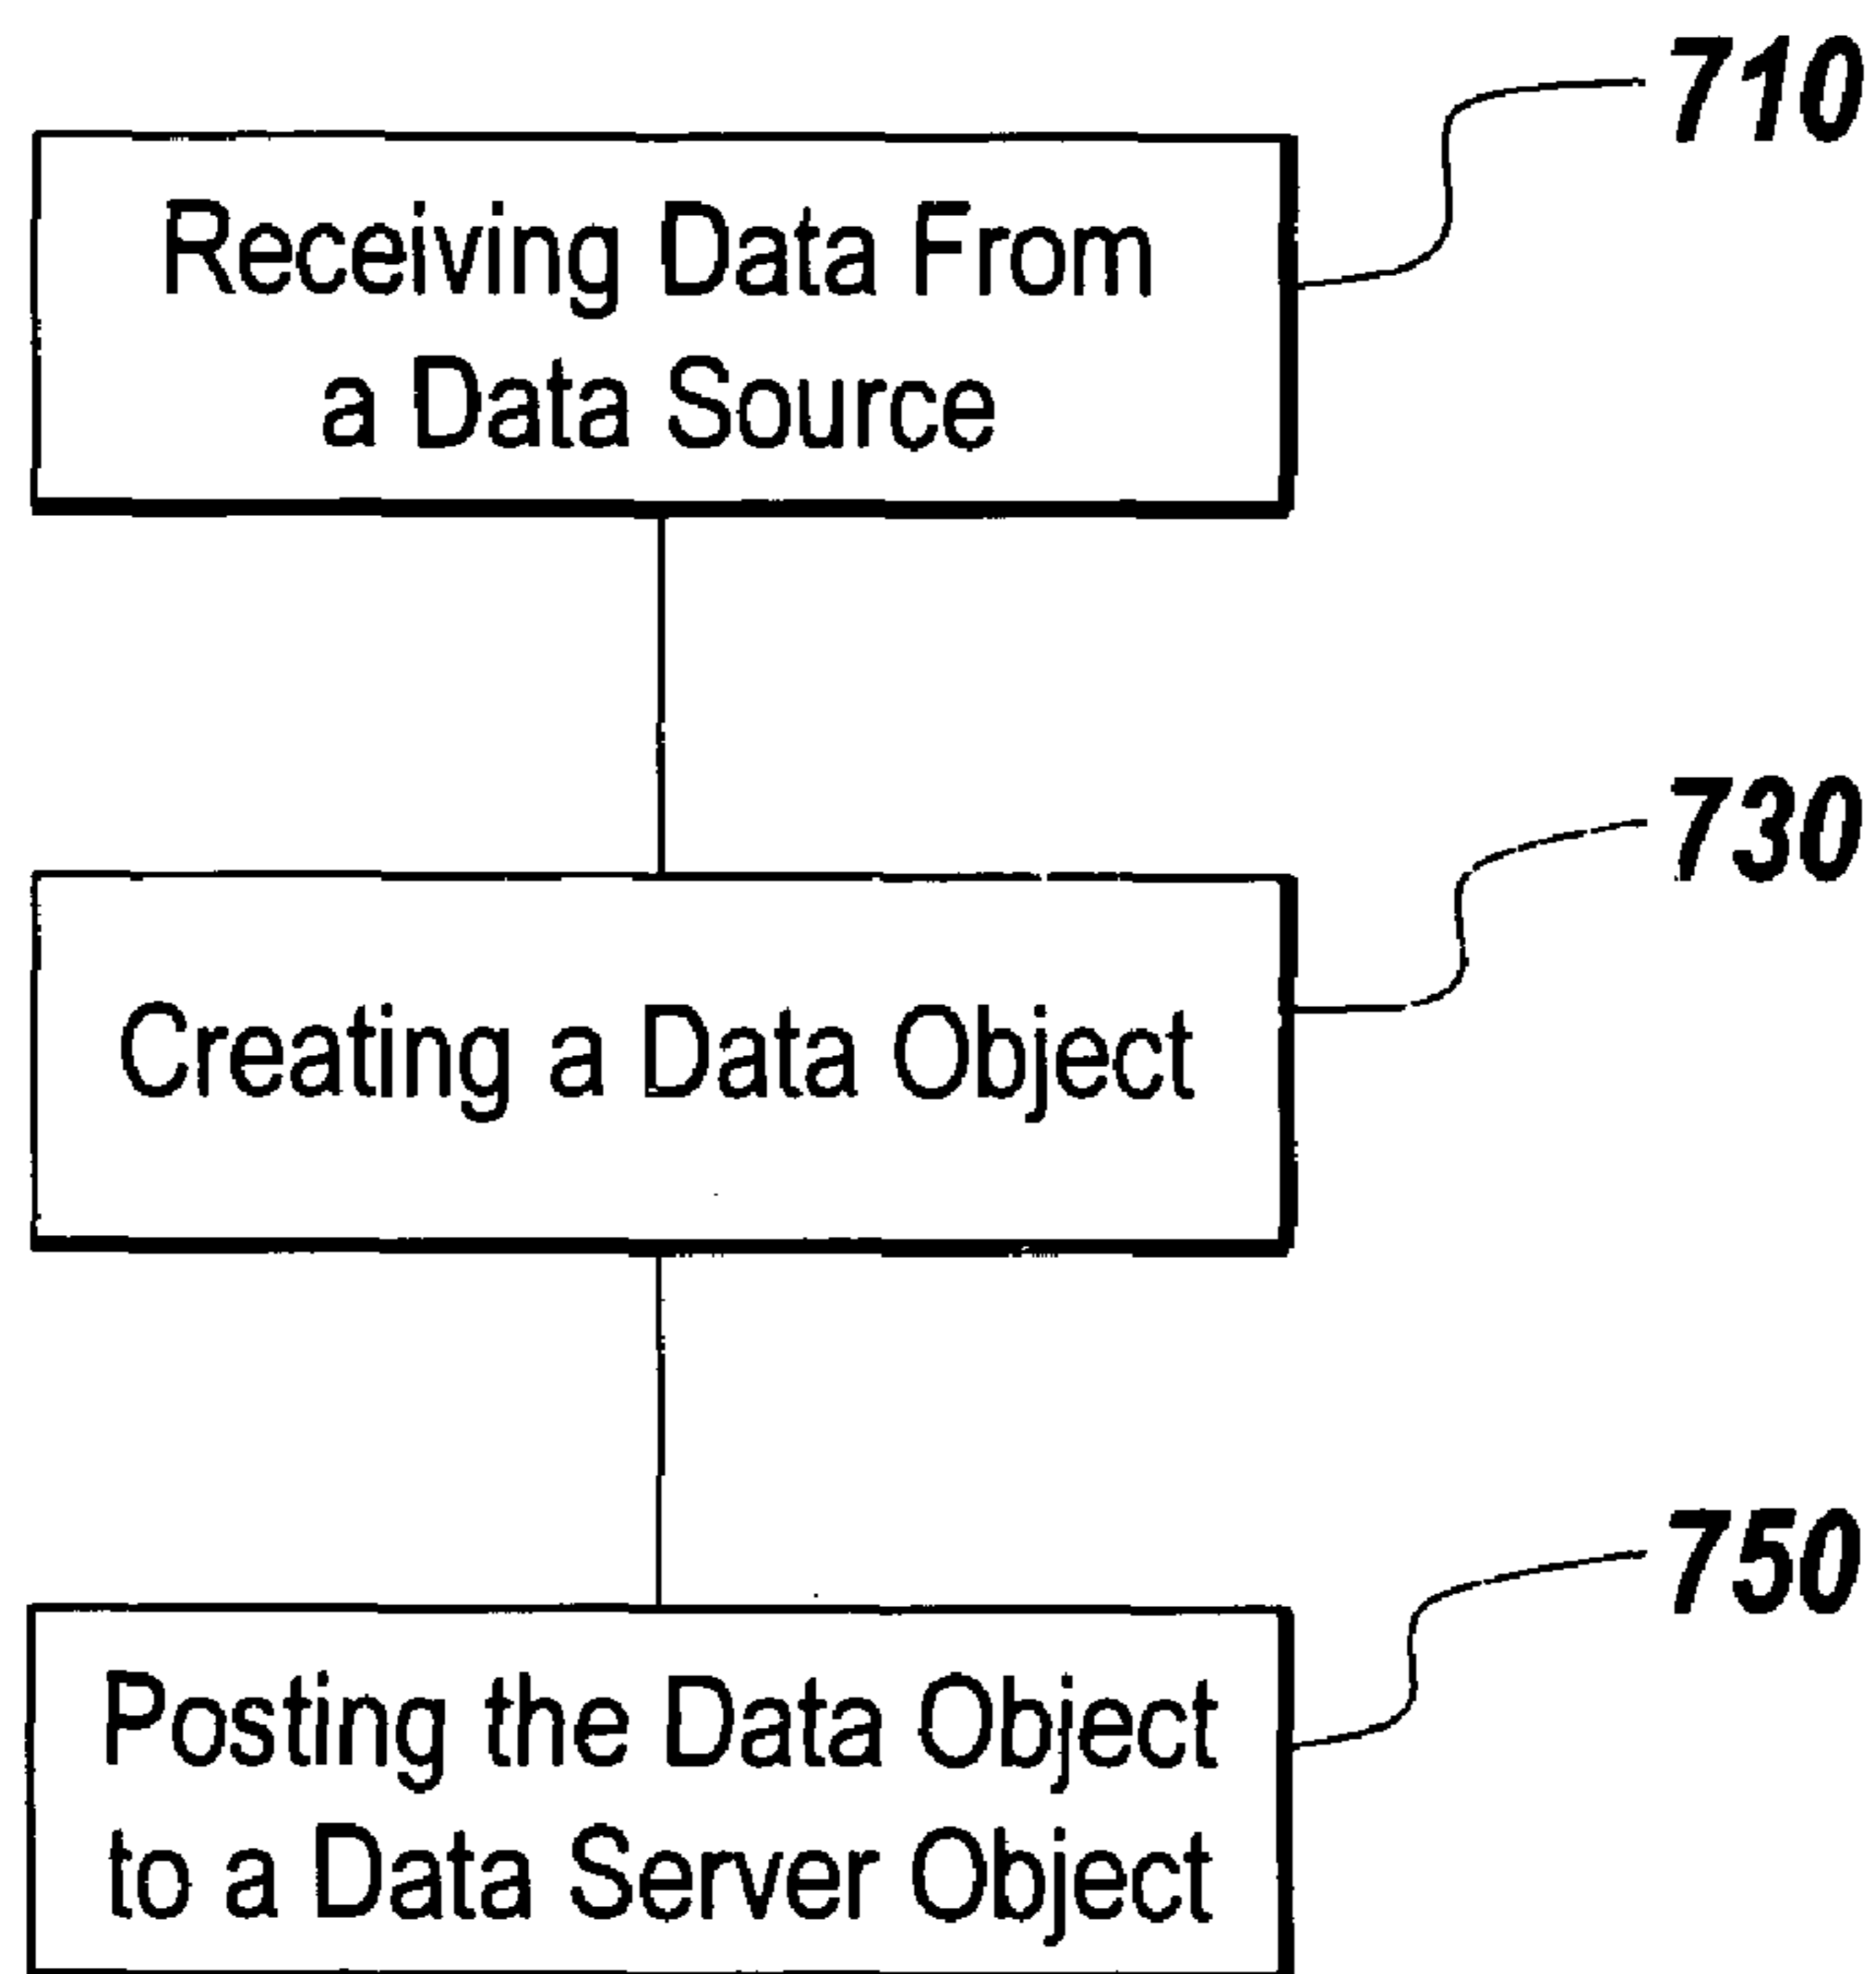 710
Receiving Data From
a Data Source
730
Creating a Data Object
750
Posting the Data Object
to a Data Server Object